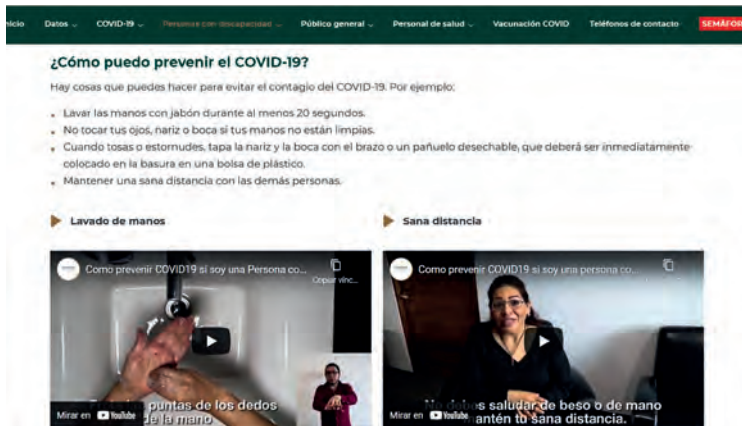 nicio Datos COVID-19 Personas con discapacidad Público general Personal de salud Vacunación COVID Teléfonos de contacto SEMÁFOR
¿Cómo puedo prevenir el COVID-19?
Hay cosas que puedes hacer para evitar el contagio del COVID-19. Por ejemplo:
Lavar las manos con jabón durante al menos 20 segundos.
No tocar tus ojos, nariz o boca si tus manos no están limpias.
Cuando tosas o estornudes, tapa la nariz y la boca con el brazo o un pañuelo desechable, que deberá ser inmediatamente
colocado en la basura en una bolsa de plástico.
Mantener una sana distancia con las demás personas.
Lavado de manos
Sana distancia
Como prevenir COVID19 si soy una Persona co...
Copiar vínc...
Como prevenir COVID19 si soy una persona co...
puntas de los dedos
de la mano
Mirar en YouTube
No debes saludar de beso o de mano
mantén tu sana distancia.
Mirar en YouTube